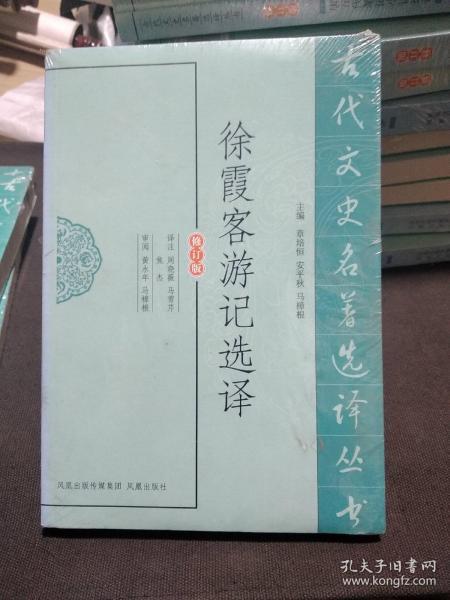 古代文史名著选译丛书
主编 章培恒 安平秋 马樟根
徐霞客游记选译
修订版
译注 周晓薇 马雪芹
焦杰
审阅 黄永年 马樟根
凤凰出版传媒集团 凤凰出版社
古代
孔夫子旧书网
www.kongfz.com